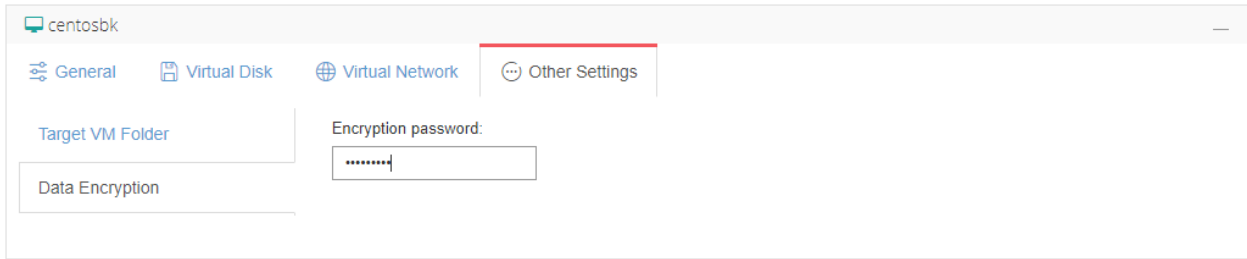 centosbk
General Virtual Disk Virtual Network Other Settings
Target VM Folder
Encryption password:
•••••••••
Data Encryption